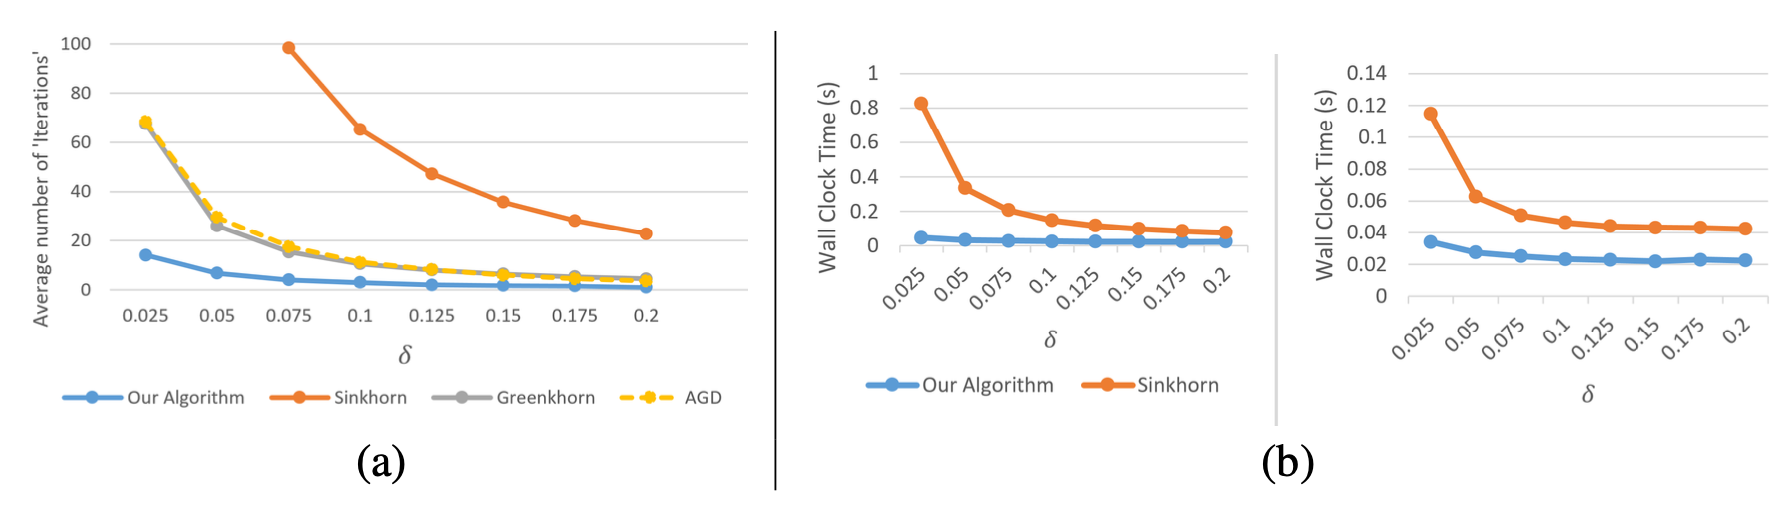 Average number of 'Iterations'
100
80
60
40
20
0
0.025 0.05 0.075 0.1 0.125 0.15 0.175 0.2
δ
Our Algorithm Sinkhorn Greenkhorn AGD
(a)
Wall Clock Time (s)
1
0.8
0.6
0.4
0.2
0
0.025 0.05 0.075 0.1 0.125 0.15 0.175 0.2
δ
Our Algorithm Sinkhorn
Wall Clock Time (s)
0.14
0.12
0.1
0.08
0.06
0.04
0.02
0
0.025 0.05 0.075 0.1 0.125 0.15 0.175 0.2
δ
(b)